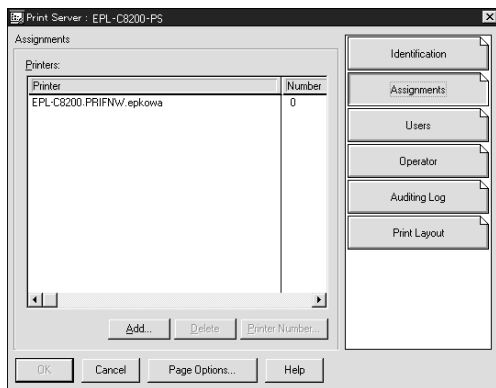 Print Server : EPL-C8200-PS
Assignments
Printers:
Printer Number
EPL-C8200.PRIFNW.epkowa 0
Add... Delete Printer Number...
OK Cancel Page Options... Help
Identification
Assignments
Users
Operator
Auditing Log
Print Layout